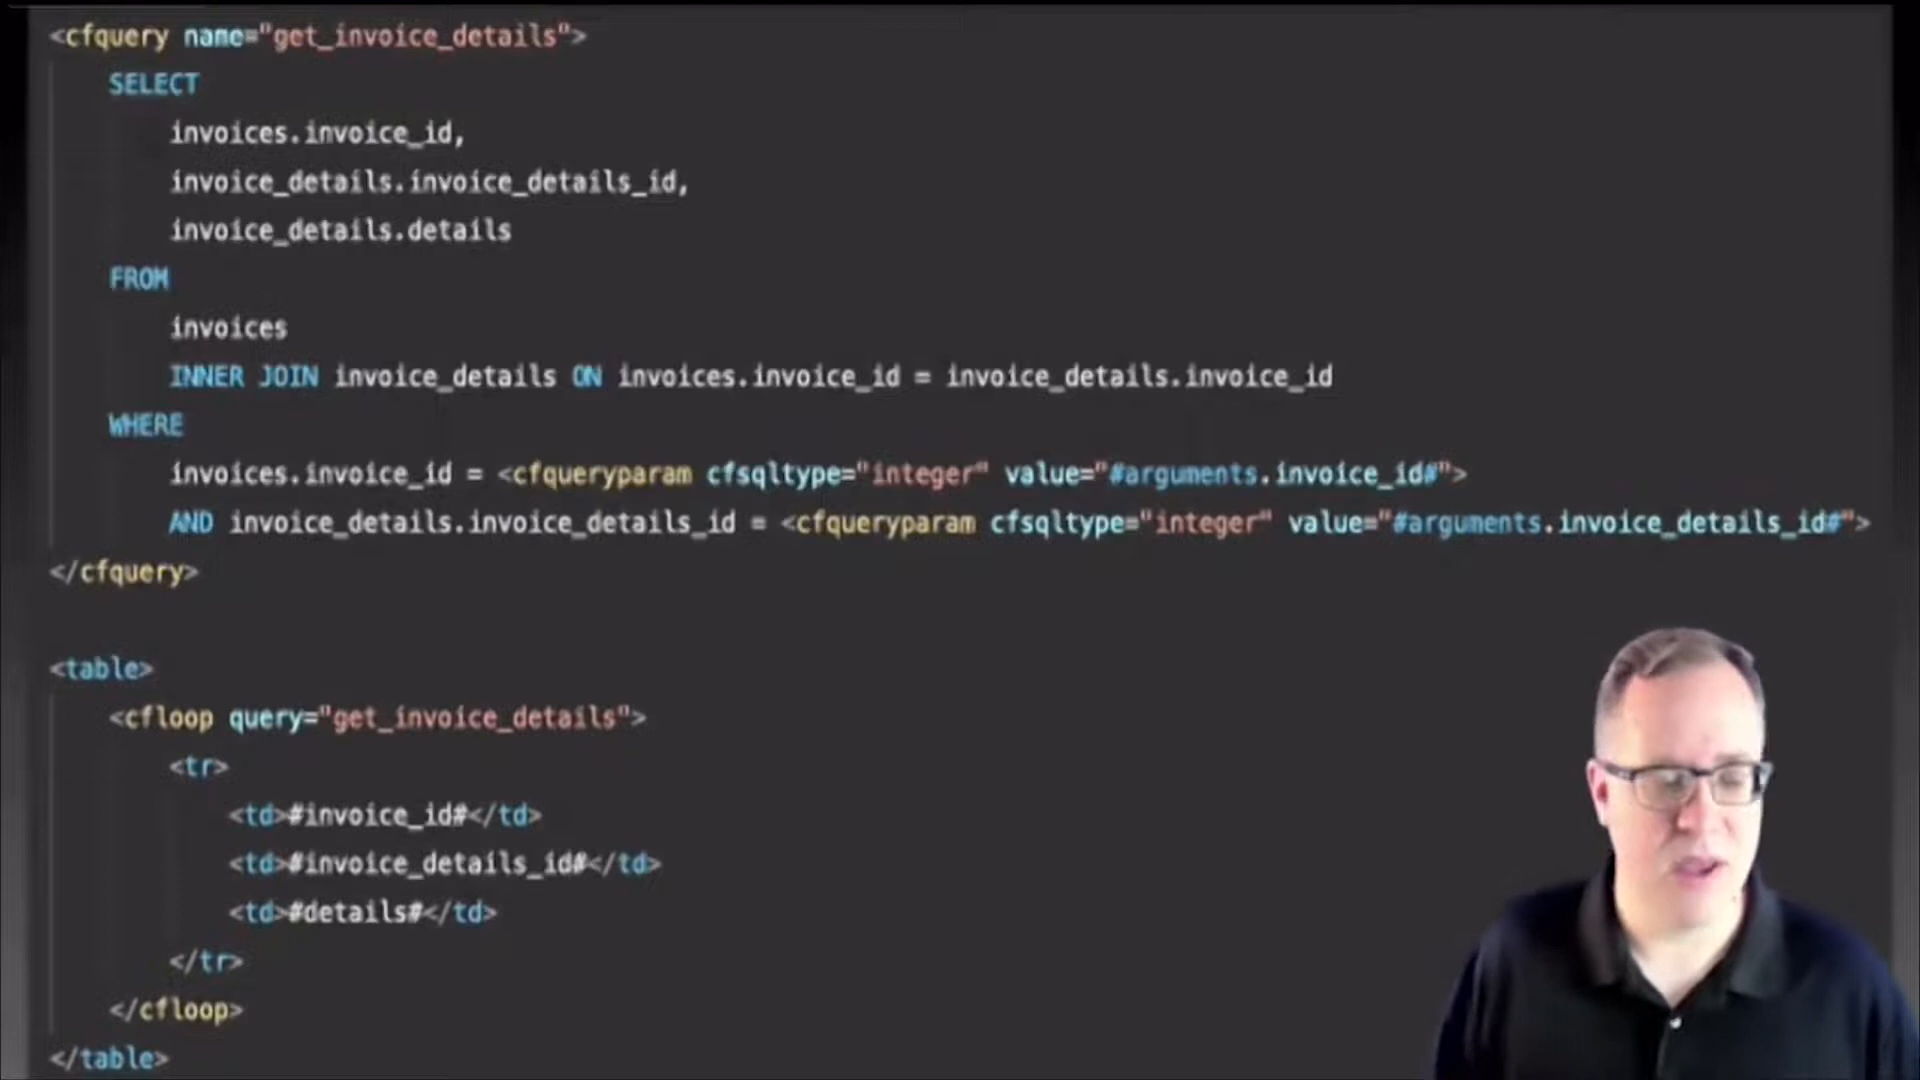 <cfquery name="get_invoice_details">
SELECT
invoices.invoice_id,
invoice_details.invoice_details_id,
invoice_details.details
FROM
invoices
INNER JOIN invoice_details ON invoices.invoice_id = invoice_details.invoice_id
WHERE
invoices.invoice_id = <cfqueryparam cfsqltype="integer" value="#arguments.invoice_id#">
AND invoice_details.invoice_details_id = <cfqueryparam cfsqltype="integer" value="#arguments.invoice_details_id#">
</cfquery>
<table>
<cfloop query="get_invoice_details">
<tr>
<td>#invoice_id#</td>
<td>#invoice_details_id#</td>
<td>#details#</td>
</tr>
</cfloop>
</table>